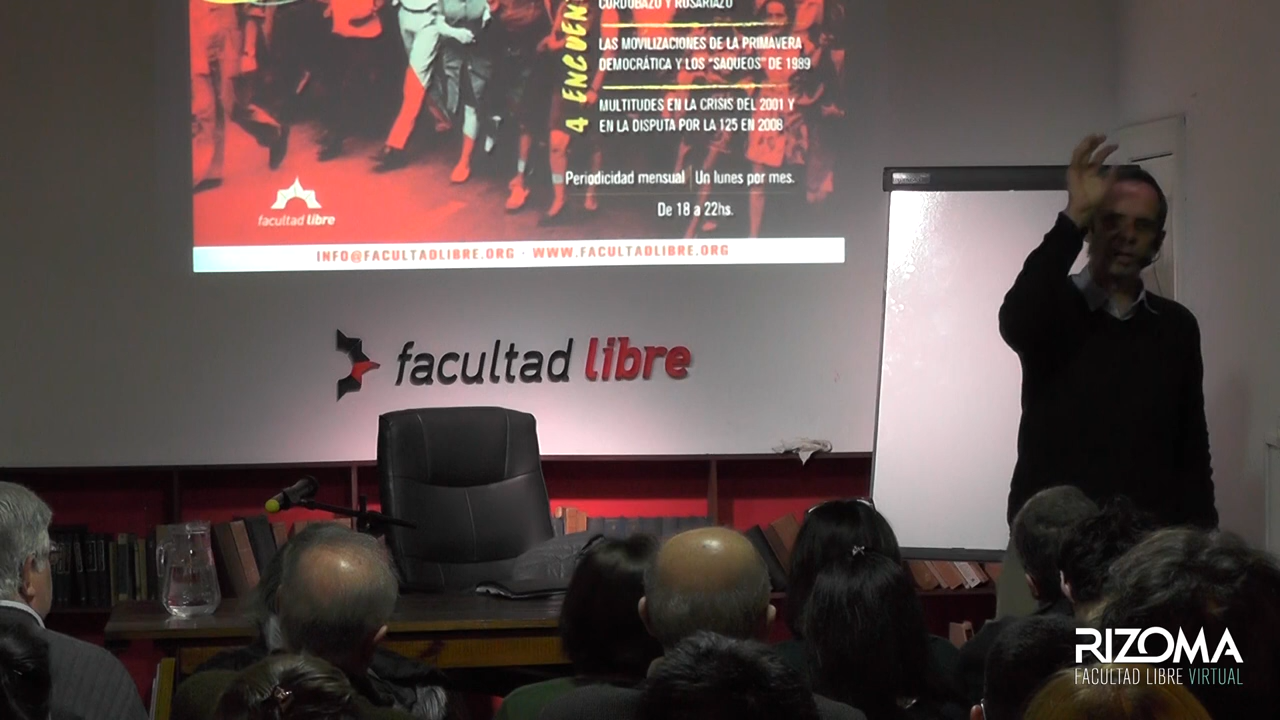 CORDOBAZO Y ROSARIAZO
LAS MOVILIZACIONES DE LA PRIMAVERA
DEMOCRÁTICA Y LOS "SAQUEOS" DE 1989
MULTITUDES EN LA CRISIS DEL 2001 Y
EN LA DISPUTA POR LA 125 EN 2008
Periodicidad mensual | Un lunes por mes.
De 18 a 22hs.
facultad libre
INFO@FACULTADLIBRE.ORG · WWW.FACULTADLIBRE.ORG
facultad libre
RIZOMA
FACULTAD LIBRE VIRTUAL